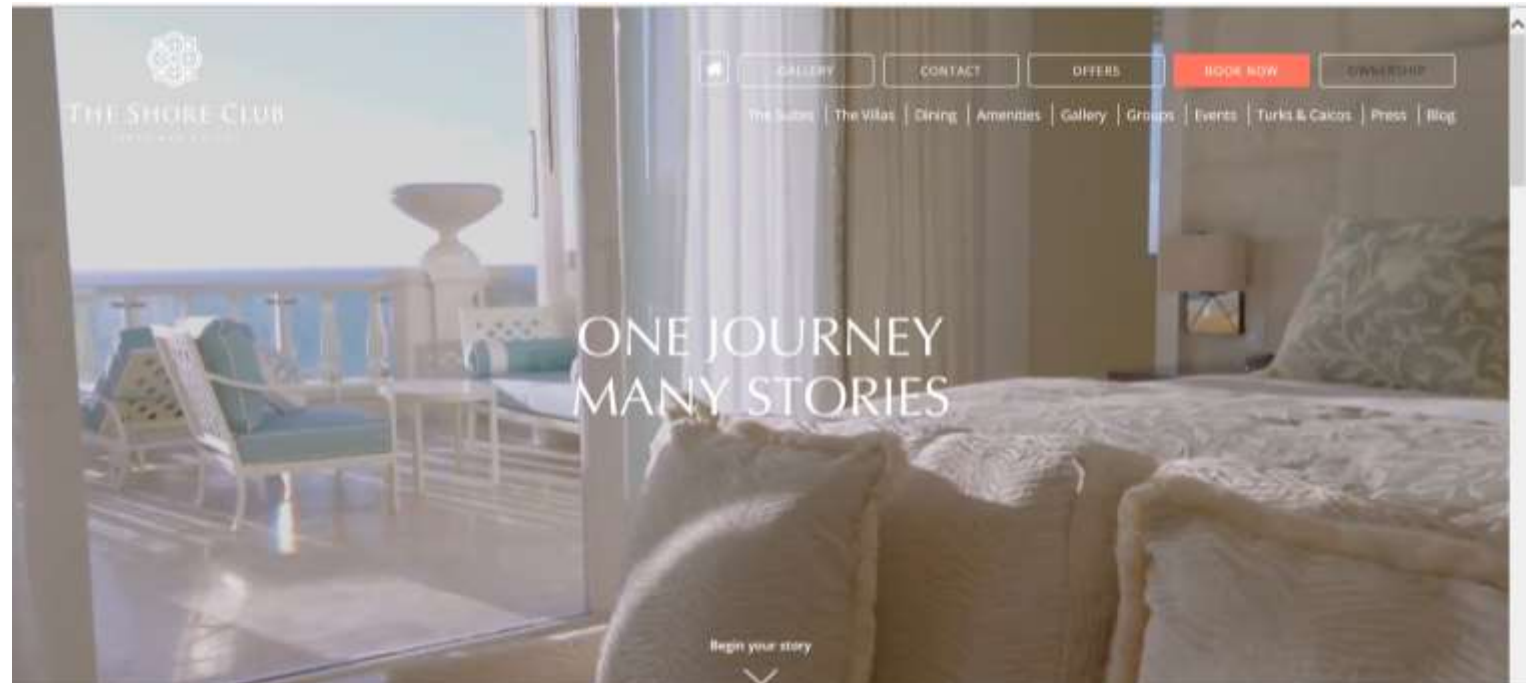 THE SHORE CLUB
GALLERY CONTACT OFFERS BOOK NOW OWNERSHIP
The Suites | The Villas | Dining | Amenities | Gallery | Groups | Events | Turks & Caicos | Press | Blog
ONE JOURNEY
MANY STORIES
Begin your story